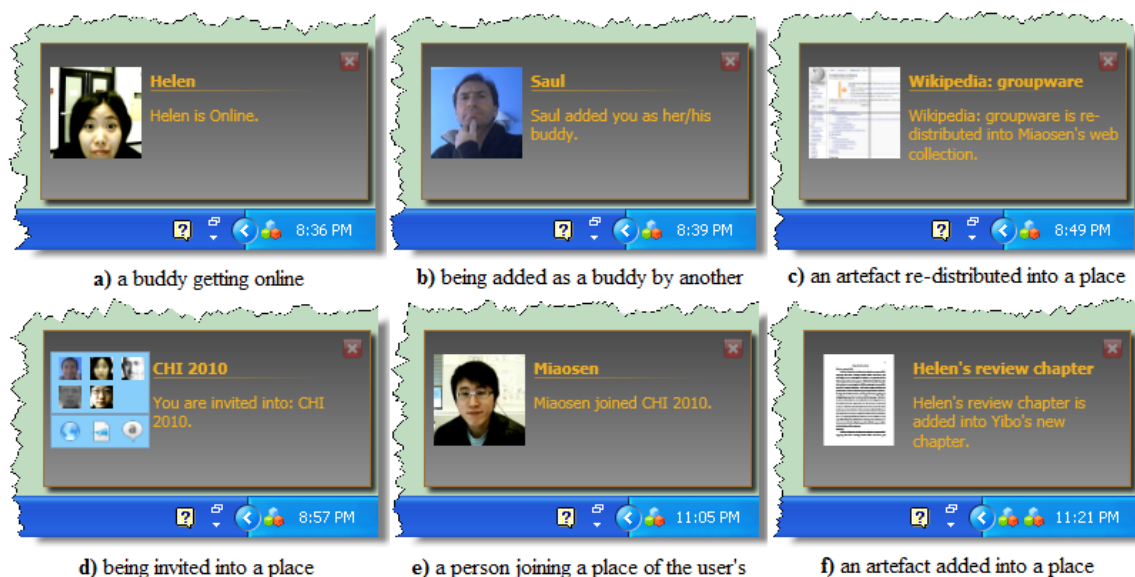 Helen
Helen is Online.
8:36 PM
a) a buddy getting online
Saul
Saul added you as her/his
buddy.
8:39 PM
b) being added as a buddy by another
Wikipedia: groupware
Wikipedia: groupware is re-
distributed into Miaosen's web
collection.
8:49 PM
c) an artefact re-distributed into a place
CHI 2010
You are invited into: CHI
2010.
8:57 PM
d) being invited into a place
Miaosen
Miaosen joined CHI 2010.
11:05 PM
e) a person joining a place of the user's
Helen's review chapter
Helen's review chapter is
added into Yibo's new
chapter.
11:21 PM
f) an artefact added into a place